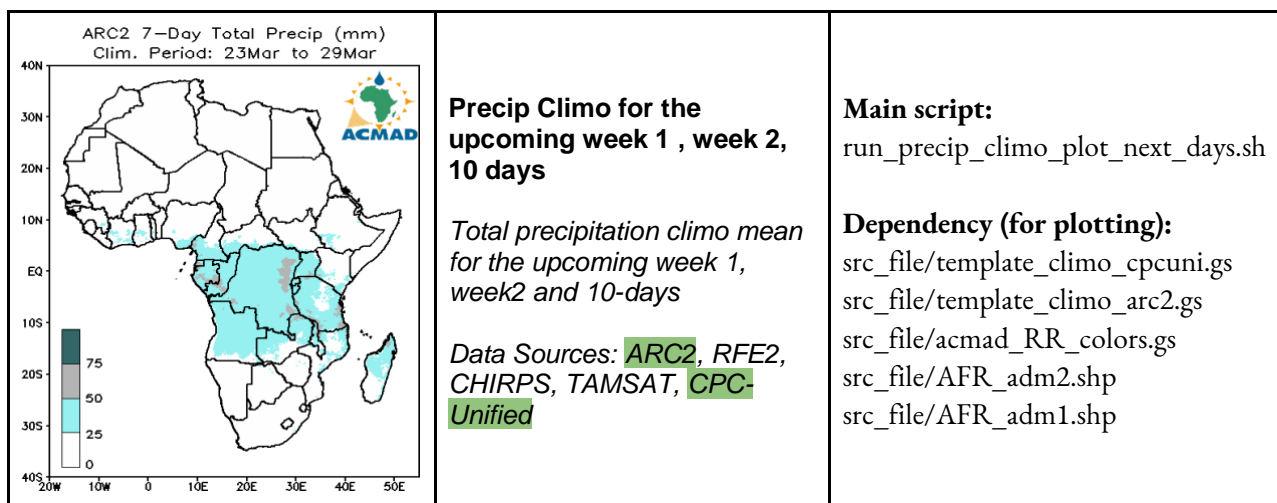 ARC2 7-Day Total Precip (mm)
Clim. Period: 23Mar to 29Mar
40N
30N
20N
10N
EQ
10S
20S
30S
40S
20W
10W
0
10E
20E
30E
40E
50E
ACMAD
75
50
25
0
Precip Climo for the
upcoming week 1 , week 2,
10 days
Total precipitation climo mean
for the upcoming week 1,
week2 and 10-days
Data Sources: ARC2, RFE2,
CHIRPS, TAMSAT, CPC-
Unified
Main script:
run_precip_climo_plot_next_days.sh
Dependency (for plotting):
src_file/template_climo_cpcuni.gs
src_file/template_climo_arc2.gs
src_file/acmad_RR_colors.gs
src_file/AFR_adm2.shp
src_file/AFR_adm1.shp